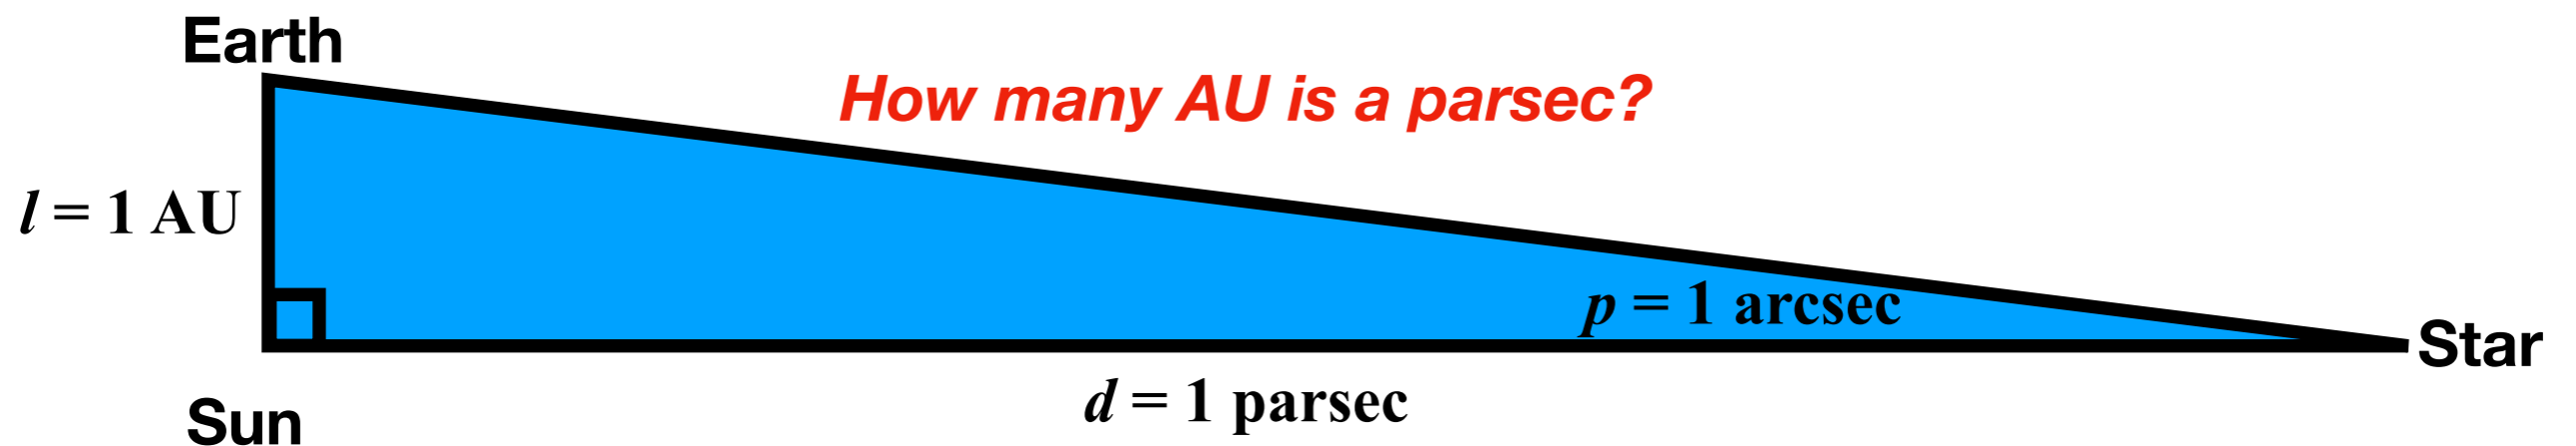 Earth
How many AU is a parsec?
l = 1 AU
p = 1 arcsec
Star
d = 1 parsec
Sun